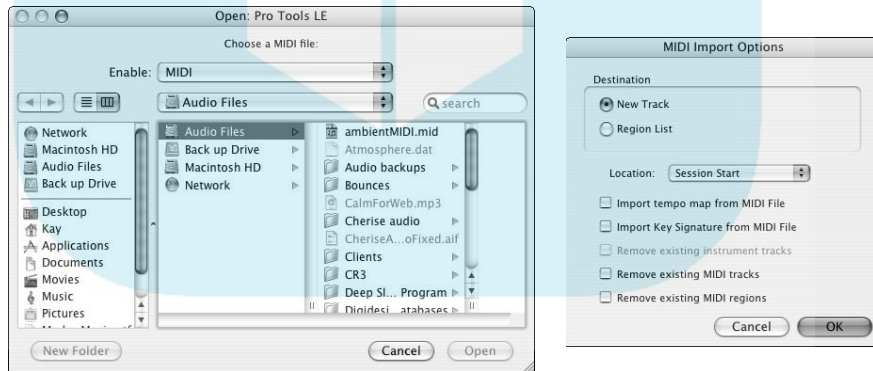 Open: Pro Tools LE
Choose a MIDI file:
Enable: MIDI
Audio Files
search
Network
Macintosh HD
Audio Files
Back up Drive
Desktop
Kay
Applications
Documents
Movies
Music
Pictures
Audio Files
Back up Drive
Macintosh HD
Network
ambientMIDI.mid
Atmosphere.dat
Audio backups
Bounces
CalmForWeb.mp3
Cherise audio
CheriseA...oFixed.aif
Clients
CR3
Deep Sl... Program
Digidesi...atabases
New Folder
Cancel
Open
MIDI Import Options
Destination
New Track
Region List
Location: Session Start
Import tempo map from MIDI File
Import Key Signature from MIDI File
Remove existing instrument tracks
Remove existing MIDI tracks
Remove existing MIDI regions
Cancel
OK